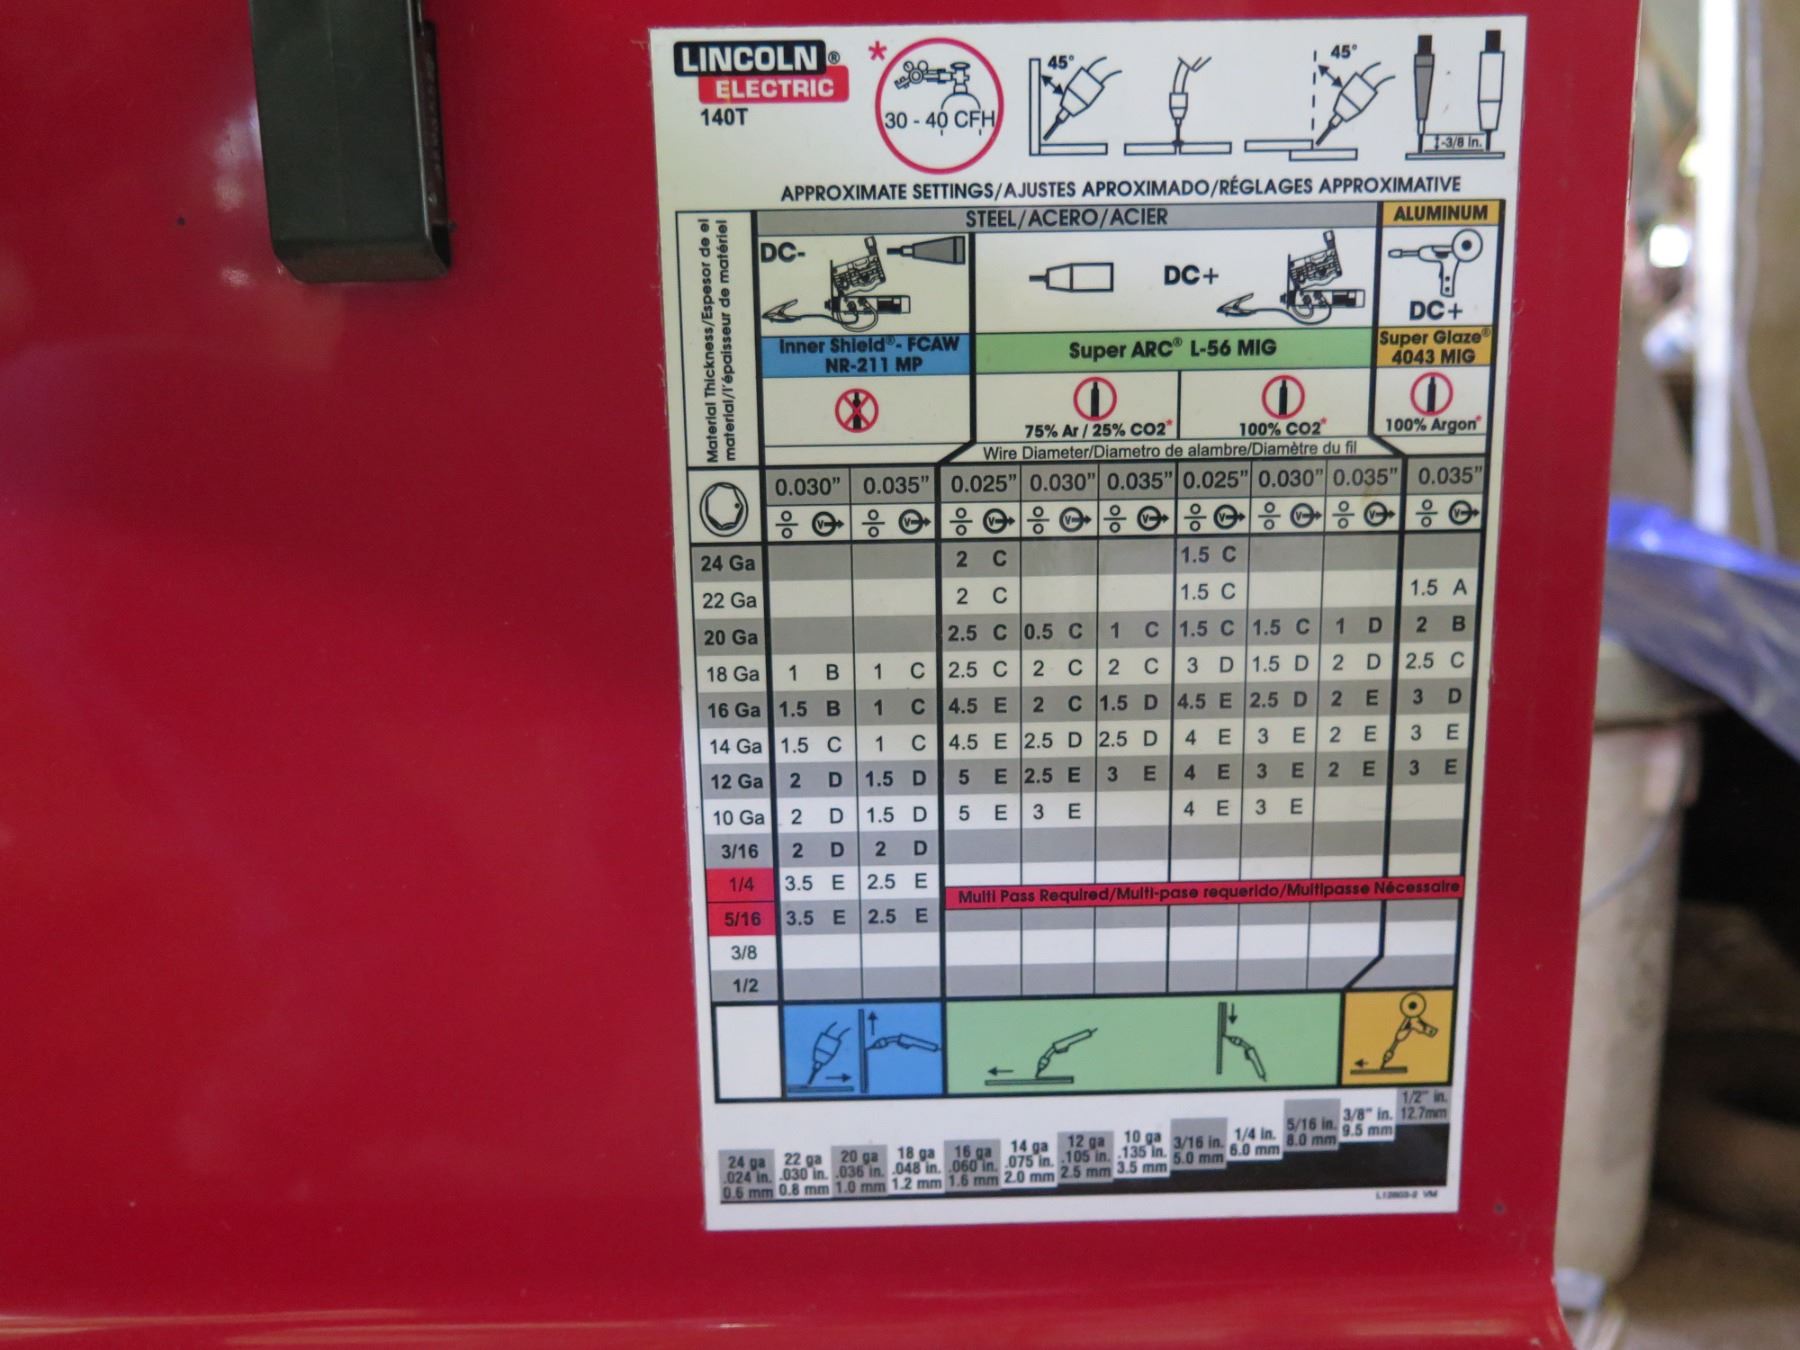 LINCOLN ®
ELECTRIC
140T
*
30 - 40 CFH
45°
45°
-3/8 in.
APPROXIMATE SETTINGS/AJUSTES APROXIMADO/RÉGLAGES APPROXIMATIVE
Material Thickness/Espesor de el
material/l'épaisseur de matériel
STEEL/ACERO/ACIER
ALUMINUM
DC-
DC+
DC+
Inner Shield® - FCAW
NR-211 MP
Super ARC® L-56 MIG
Super Glaze®
4043 MIG
75% Ar / 25% CO2*
100% CO2*
100% Argon*
Wire Diameter/Diametro de alambre/Diamètre du fil
0.030" 0.035" 0.025" 0.030" 0.035" 0.025" 0.030" 0.035" 0.035"
V V V V V V V V V
24 Ga 2 C 1.5 C
22 Ga 2 C 1.5 C 1.5 A
20 Ga 2.5 C 0.5 C 1 C 1.5 C 1.5 C 1 D 2 B
18 Ga 1 B 1 C 2.5 C 2 C 2 C 3 D 1.5 D 2 D 2.5 C
16 Ga 1.5 B 1 C 4.5 E 2 C 1.5 D 4.5 E 2.5 D 2 E 3 D
14 Ga 1.5 C 1 C 4.5 E 2.5 D 2.5 D 4 E 3 E 2 E 3 E
12 Ga 2 D 1.5 D 5 E 2.5 E 3 E 4 E 3 E 2 E 3 E
10 Ga 2 D 1.5 D 5 E 3 E 4 E 3 E
3/16 2 D 2 D
1/4 3.5 E 2.5 E
Multi Pass Required/Multi-pase requerido/Multipasse Nécessaire
5/16 3.5 E 2.5 E
3/8
1/2
24 ga
.024 in.
0.6 mm
22 ga
.030 in.
0.8 mm
20 ga
.036 in.
1.0 mm
18 ga
.048 in.
1.2 mm
16 ga
.060 in.
1.6 mm
14 ga
.075 in.
2.0 mm
12 ga
.105 in.
2.5 mm
10 ga
.135 in.
3.5 mm
3/16 in.
5.0 mm
1/4 in.
6.0 mm
5/16 in.
8.0 mm
3/8" in.
9.5 mm
1/2" in.
12.7mm